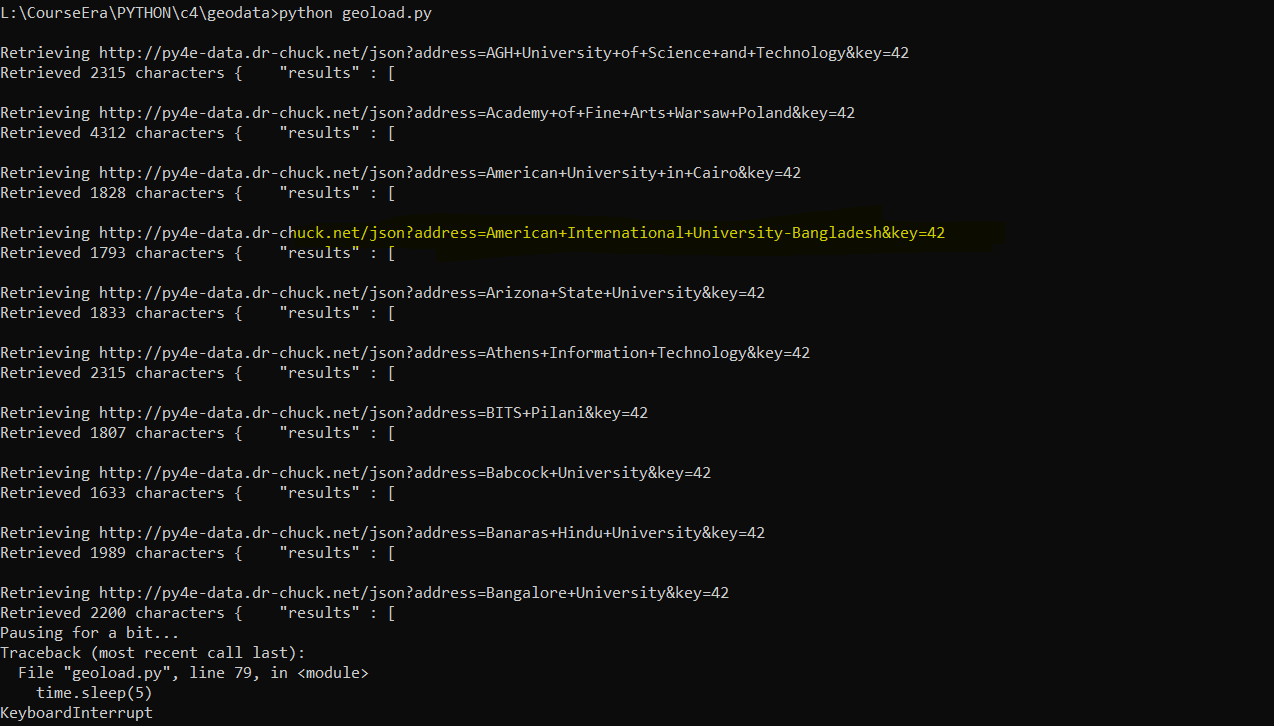 L:\CourseEra\PYTHON\c4\geodata>python geoload.py
Retrieving http://py4e-data.dr-chuck.net/json?address=AGH+University+of+Science+and+Technology&key=42
Retrieved 2315 characters {    "results" : [
Retrieving http://py4e-data.dr-chuck.net/json?address=Academy+of+Fine+Arts+Warsaw+Poland&key=42
Retrieved 4312 characters {    "results" : [
Retrieving http://py4e-data.dr-chuck.net/json?address=American+University+in+Cairo&key=42
Retrieved 1828 characters {    "results" : [
Retrieving http://py4e-data.dr-chuck.net/json?address=American+International+University-Bangladesh&key=42
Retrieved 1793 characters {    "results" : [
Retrieving http://py4e-data.dr-chuck.net/json?address=Arizona+State+University&key=42
Retrieved 1833 characters {    "results" : [
Retrieving http://py4e-data.dr-chuck.net/json?address=Athens+Information+Technology&key=42
Retrieved 2315 characters {    "results" : [
Retrieving http://py4e-data.dr-chuck.net/json?address=BITS+Pilani&key=42
Retrieved 1807 characters {    "results" : [
Retrieving http://py4e-data.dr-chuck.net/json?address=Babcock+University&key=42
Retrieved 1633 characters {    "results" : [
Retrieving http://py4e-data.dr-chuck.net/json?address=Banaras+Hindu+University&key=42
Retrieved 1989 characters {    "results" : [
Retrieving http://py4e-data.dr-chuck.net/json?address=Bangalore+University&key=42
Retrieved 2200 characters {    "results" : [
Pausing for a bit...
Traceback (most recent call last):
  File "geoload.py", line 79, in <module>
    time.sleep(5)
KeyboardInterrupt